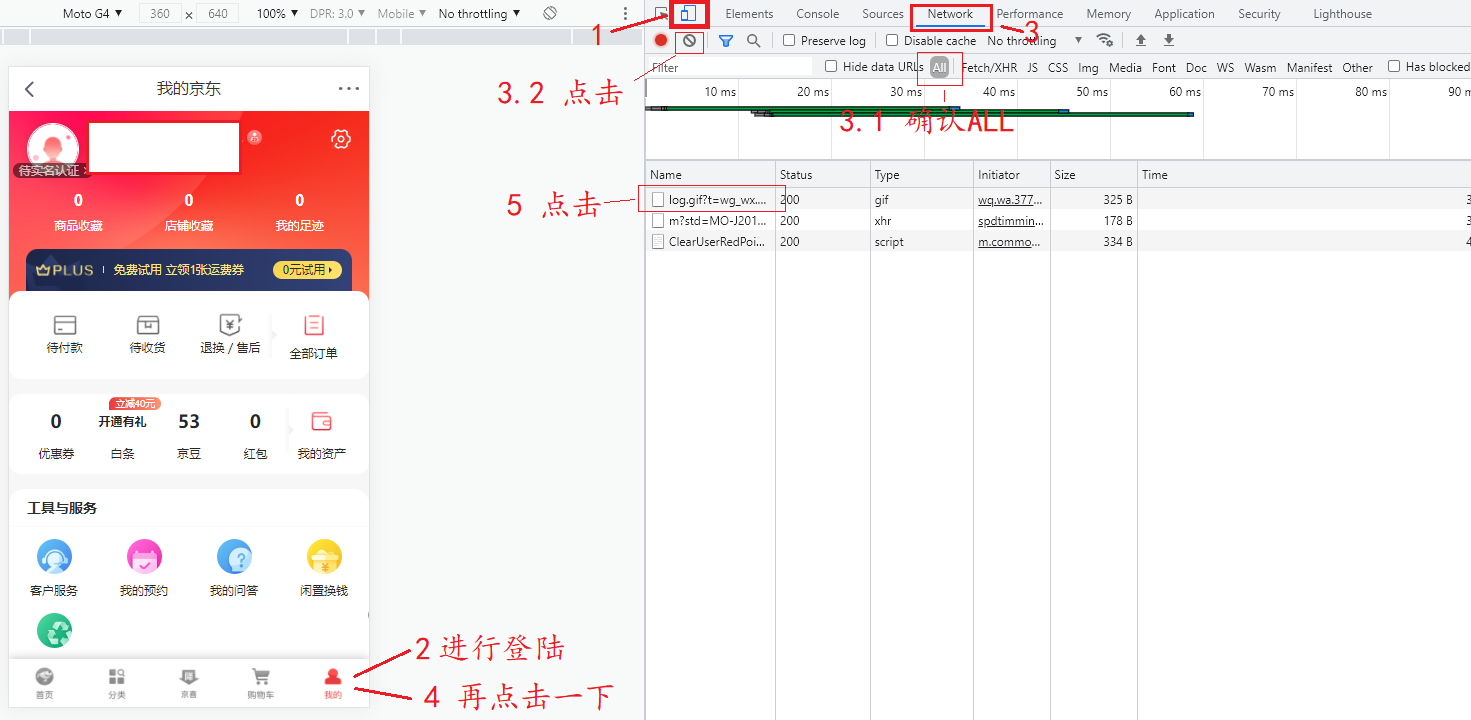 Moto G4 ▼ 360 × 640 100% ▼ DPR: 3.0 ▼ Mobile ▼ No throttling ▼
我的京东
待实名认证
0 0 0
商品收藏 店铺收藏 我的足迹
PLUS 免费试用 立领1张运费券 0元试用
待付款 待收货 退换 / 售后 全部订单
立减40元
0 开通有礼 53 0
优惠券 白条 京豆 红包 我的资产
工具与服务
客户服务 我的预约 我的问答 闲置换钱
首页 分类 京喜 购物车 我的
2 进行登陆
4 再点击一下
1
Elements Console Sources Network Performance Memory Application Security Lighthouse
3
Preserve log Disable cache No throttling ▼
3.2 点击
Filter Hide data URLs All Fetch/XHR JS CSS Img Media Font Doc WS Wasm Manifest Other Has blocked
10 ms 20 ms 30 ms 40 ms 50 ms 60 ms 70 ms 80 ms 90 m
3.1 确认ALL
Name Status Type Initiator Size Time
5 点击
log.gif?t=wg_wx.... 200 gif wq.wa.377... 325 B 3
m?std=MO-J201... 200 xhr spdtimmin... 178 B 3
ClearUserRedPoi... 200 script m.commo... 334 B 4